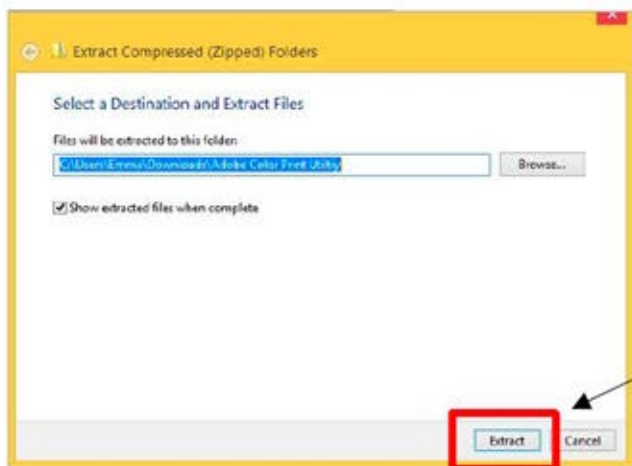 Extract Compressed (Zipped) Folders
Select a Destination and Extract Files
Files will be extracted to this folder:
C:\Users\Emma\Downloads\Adobe Color Print Utility
Browse...
Show extracted files when complete
Extract
Cancel